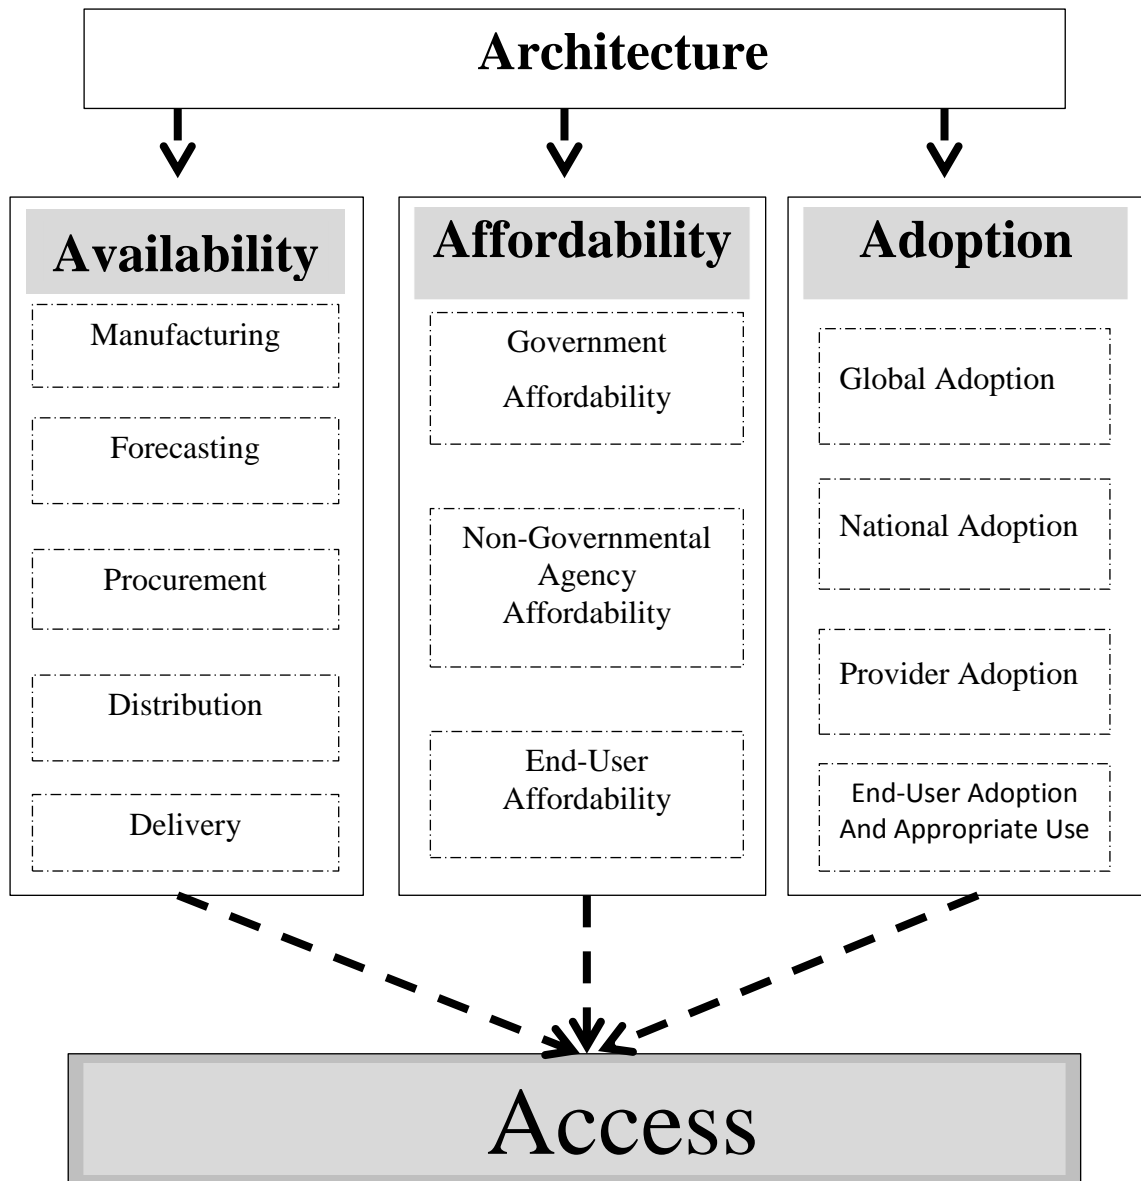 Architecture
Availability
Manufacturing
Forecasting
Procurement
Distribution
Delivery
Affordability
Government
Affordability
Non-Governmental
Agency
Affordability
End-User
Affordability
Adoption
Global Adoption
National Adoption
Provider Adoption
End-User Adoption
And Appropriate Use
Access